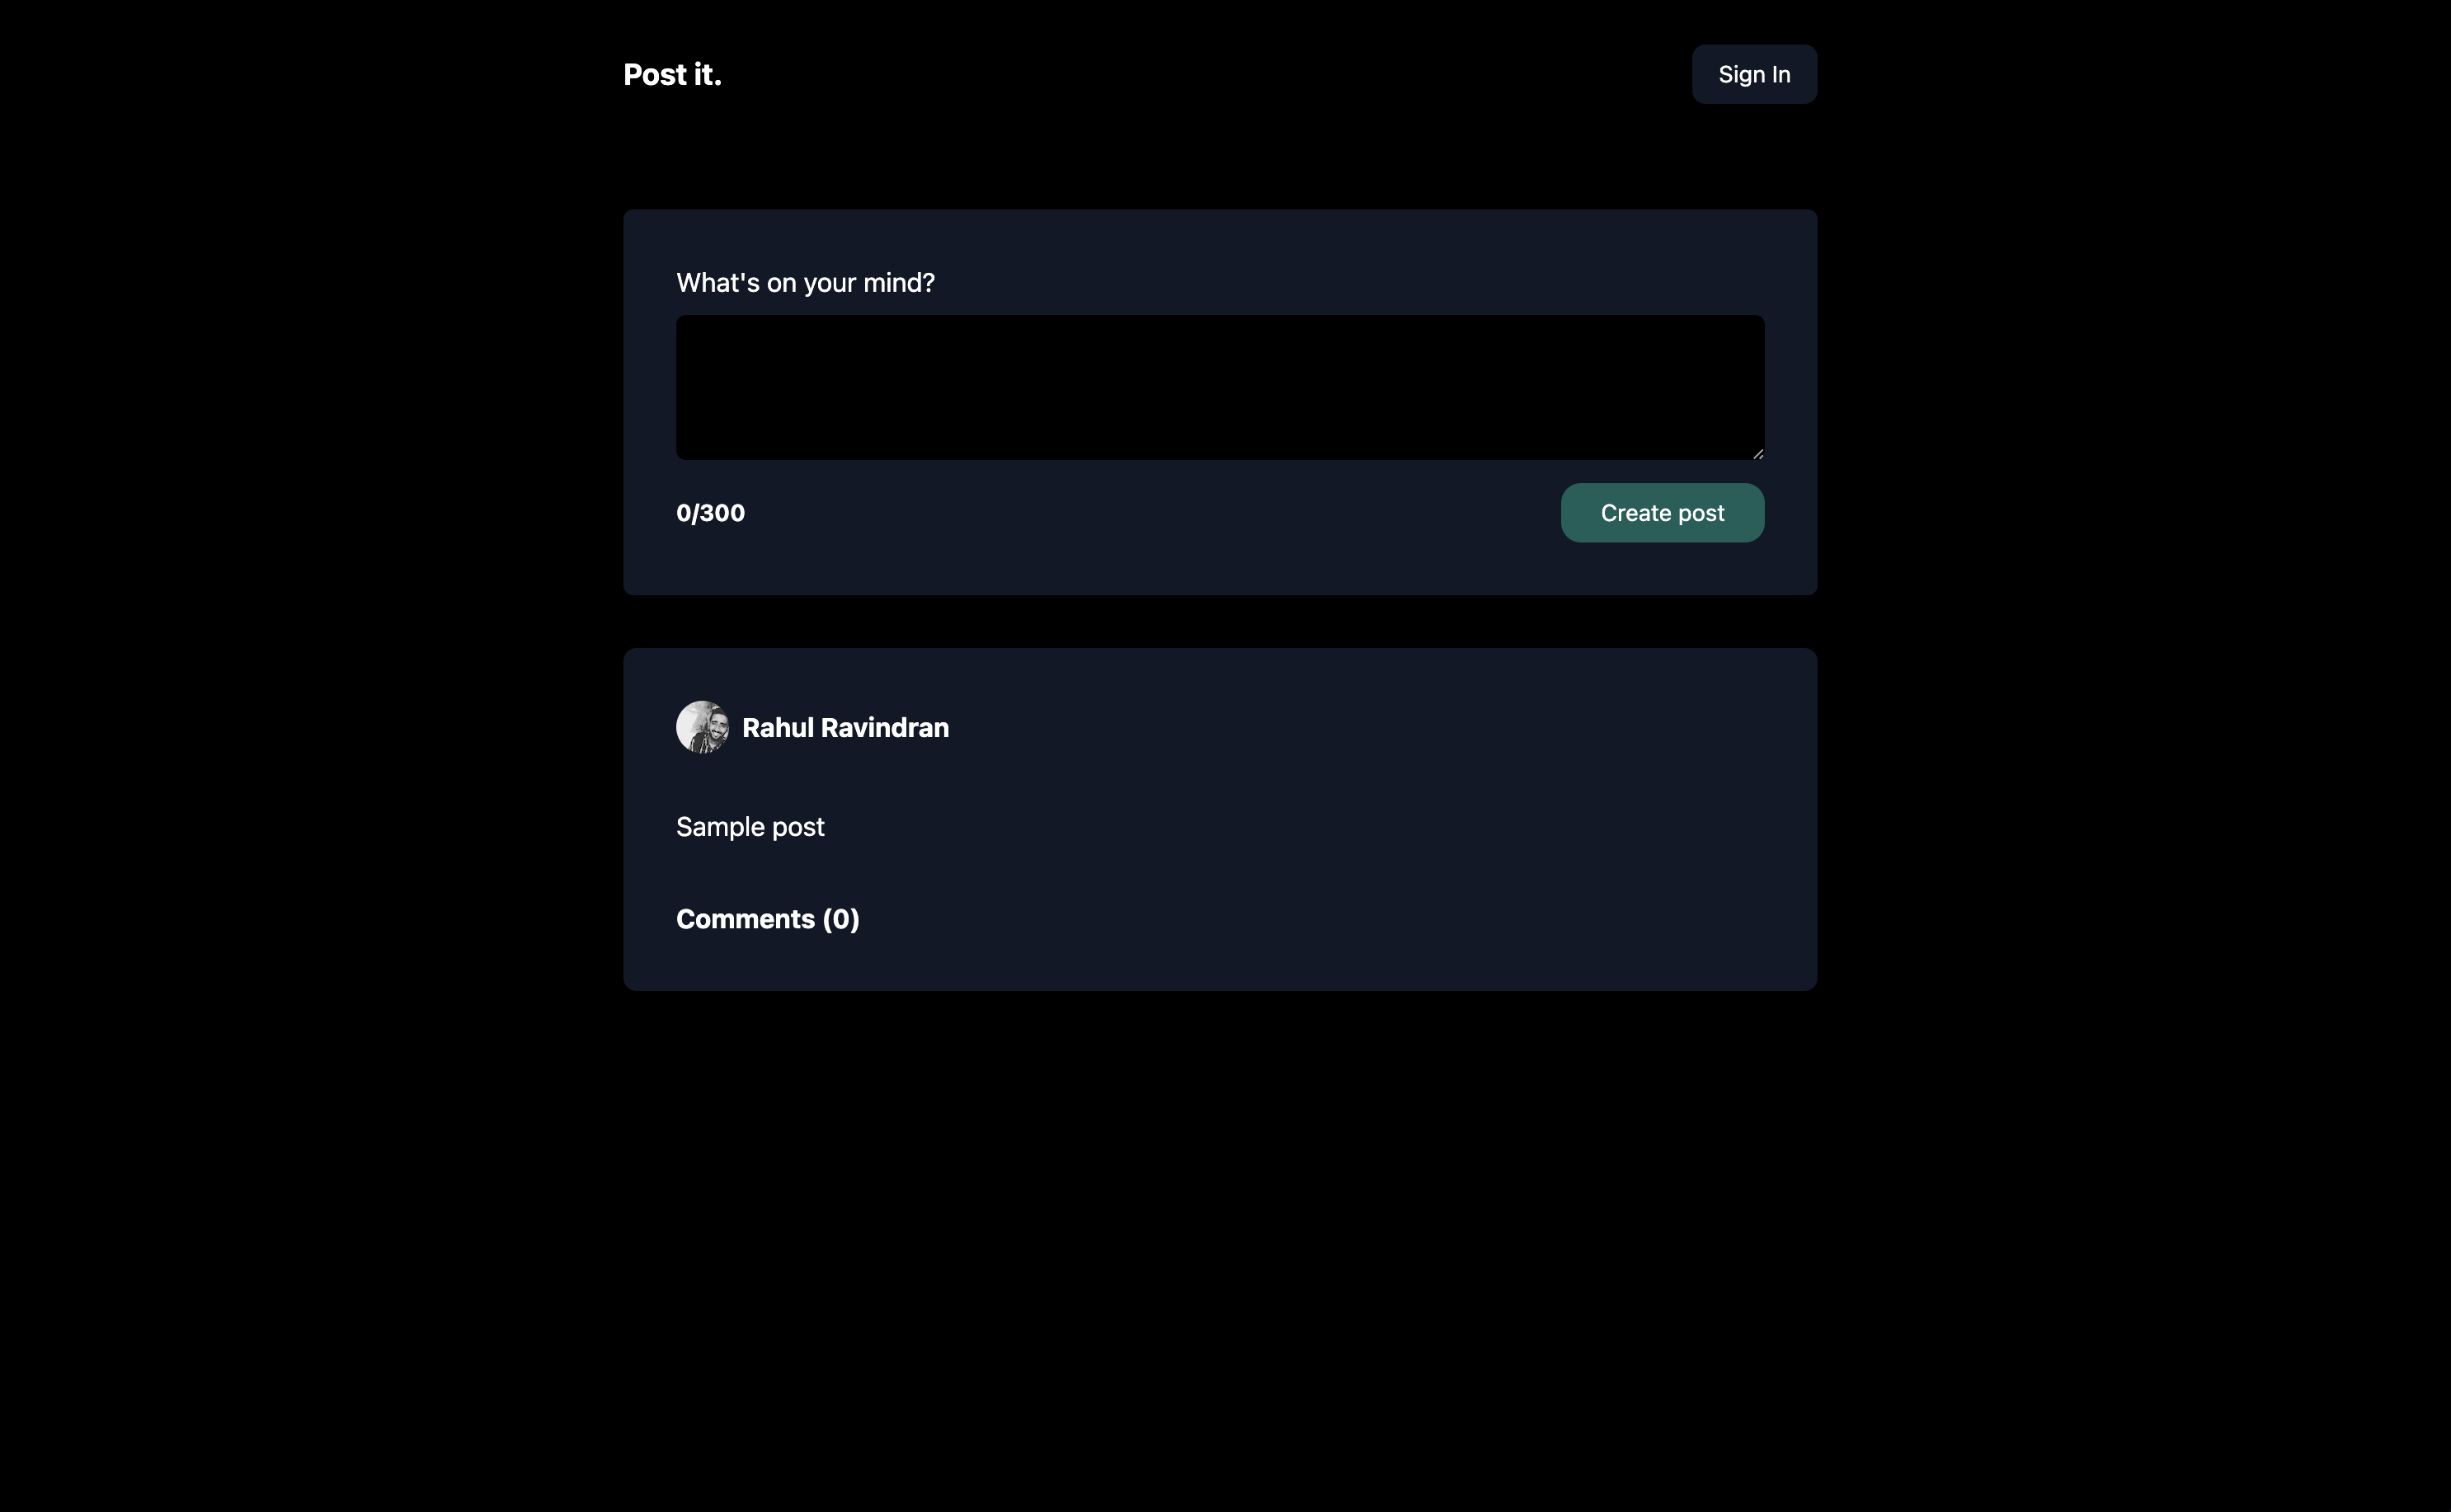 Post it.
Sign In
What's on your mind?
0/300
Create post
Rahul Ravindran
Sample post
Comments (0)